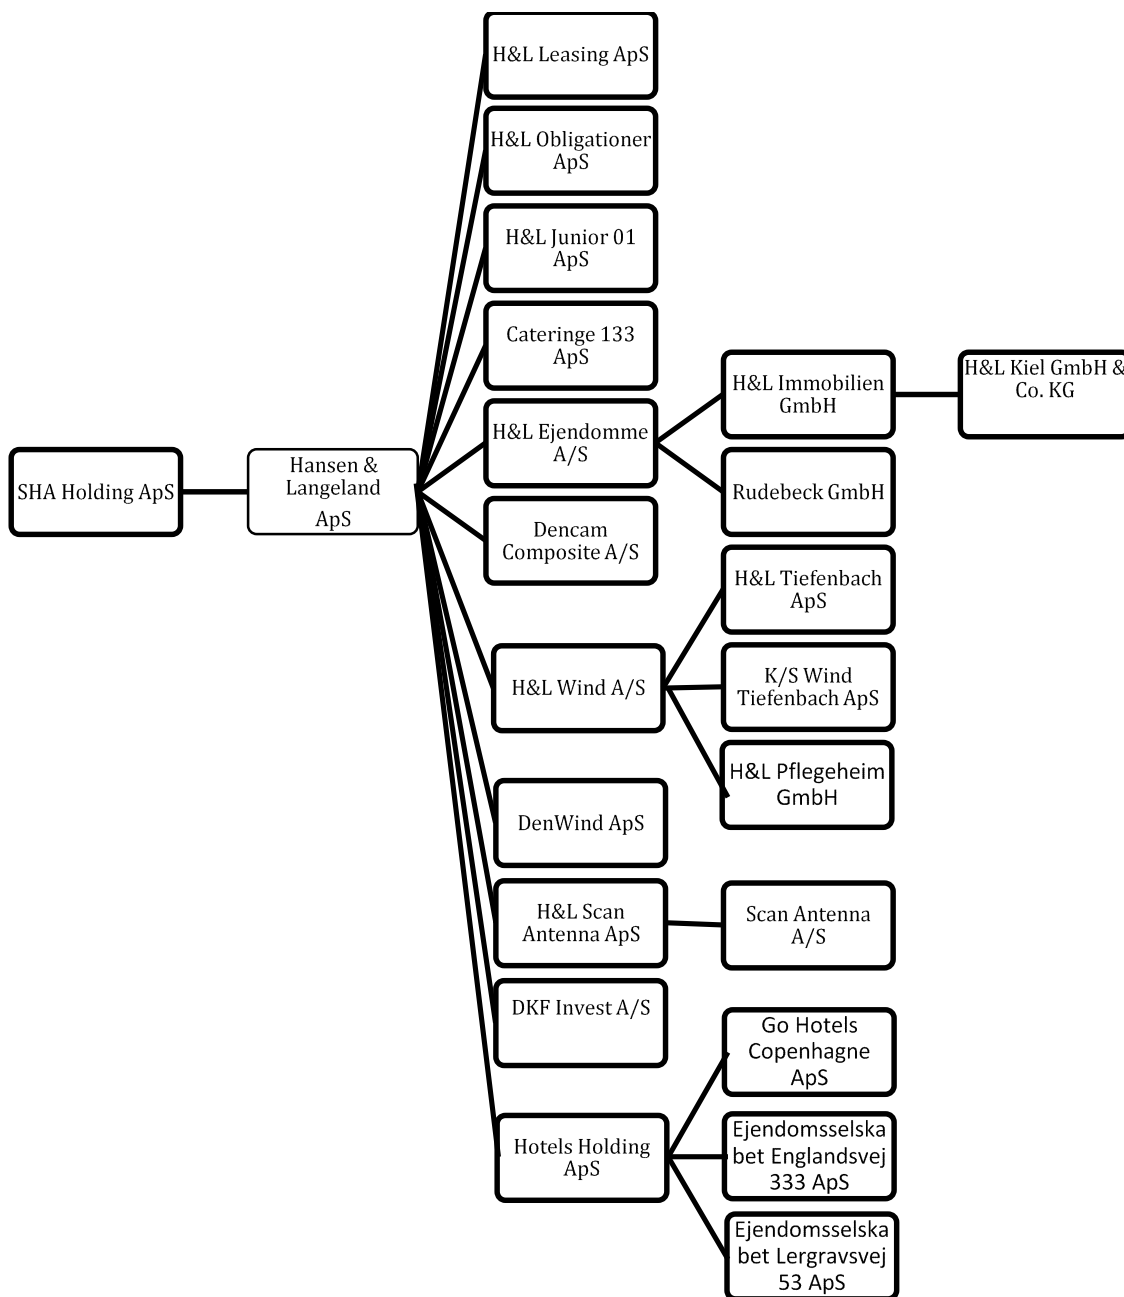 H&L Leasing ApS
H&L Obligationer
ApS
H&L Junior 01
ApS
Cateringe 133
ApS
H&L Ejendomme
A/S
Dencam
Composite A/S
H&L Wind A/S
DenWind ApS
H&L Scan
Antenna ApS
DKF Invest A/S
Hotels Holding
ApS
SHA Holding ApS
Hansen &
Langeland
ApS
H&L Immobilien
GmbH
H&L Kiel GmbH &
Co. KG
Rudebeck GmbH
H&L Tiefenbach
ApS
K/S Wind
Tiefenbach ApS
H&L Pflegeheim
GmbH
Scan Antenna
A/S
Go Hotels
Copenhagne
ApS
Ejendomsselska
bet Englandsvej
333 ApS
Ejendomsselska
bet Lergravsvej
53 ApS